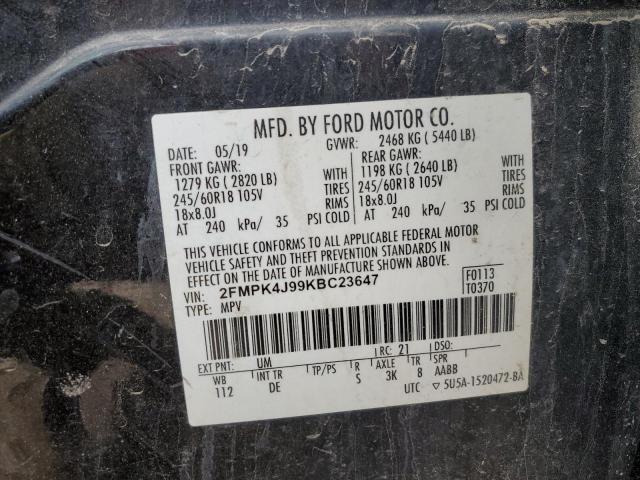 MFD. BY FORD MOTOR CO.
DATE: 05/19 GVWR: 2468 KG ( 5440 LB)
FRONT GAWR: REAR GAWR:
1279 KG ( 2820 LB) WITH 1198 KG ( 2640 LB) WITH
245/60R18 105V TIRES 245/60R18 105V TIRES
18x8.0J RIMS 18x8.0J RIMS
AT 240 kPa/ 35 PSI COLD AT 240 kPa/ 35 PSI COLD
THIS VEHICLE CONFORMS TO ALL APPLICABLE FEDERAL MOTOR
VEHICLE SAFETY AND THEFT PREVENTION STANDARDS IN
EFFECT ON THE DATE OF MANUFACTURE SHOWN ABOVE.
VIN: 2FMPK4J99KBC23647 F0113
TYPE: MPV T0370
EXT PNT: UM RC: 21 DSO:
WB INT TR TP/PS R AXLE TR SPR
112 DE S 3K 8 AABB
UTC ▽ 5U5A-1520472-BA